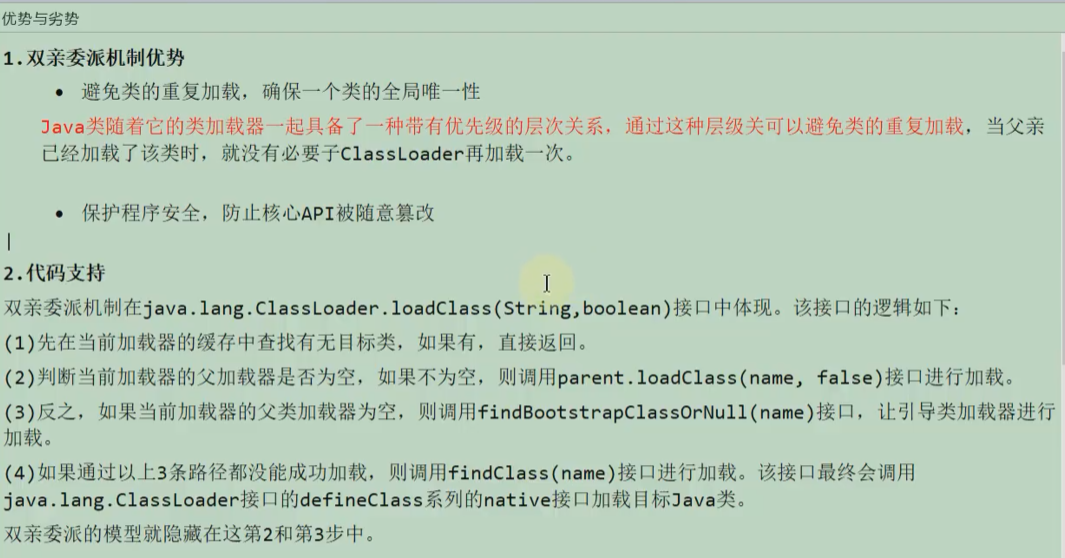 优势与劣势
1.双亲委派机制优势
• 避免类的重复加载，确保一个类的全局唯一性
Java类随着它的类加载器一起具备了一种带有优先级的层次关系，通过这种层级关可以避免类的重复加载，当父亲
已经加载了该类时，就没有必要子ClassLoader再加载一次。
• 保护程序安全，防止核心API被随意篡改
2.代码支持
双亲委派机制在java.lang.ClassLoader.loadClass(String,boolean)接口中体现。该接口的逻辑如下：
(1)先在当前加载器的缓存中查找有无目标类，如果有，直接返回。
(2)判断当前加载器的父加载器是否为空，如果不为空，则调用parent.loadClass(name, false)接口进行加载。
(3)反之，如果当前加载器的父类加载器为空，则调用findBootstrapClassOrNull(name)接口，让引导类加载器进行
加载。
(4)如果通过以上3条路径都没能成功加载，则调用findClass(name)接口进行加载。该接口最终会调用
java.lang.ClassLoader接口的defineClass系列的native接口加载目标Java类。
双亲委派的模型就隐藏在这第2和第3步中。